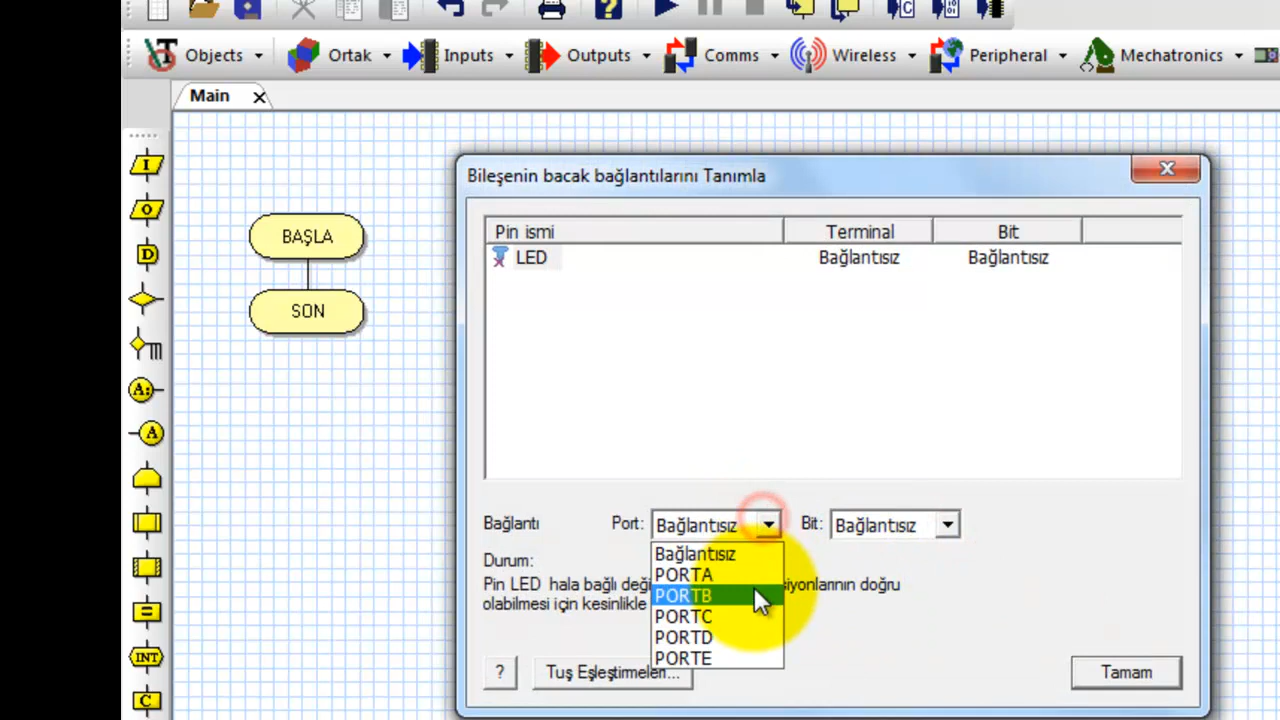 Objects Ortak Inputs Outputs Comms Wireless Peripheral Mechatronics
Main
I
O
D
A:
A
=
INT
C
BAŞLA
SON
Bileşenin bacak bağlantılarını Tanımla
Pin ismi Terminal Bit
LED Bağlantısız Bağlantısız
Bağlantı Port: Bağlantısız Bit: Bağlantısız
Bağlantısız
PORTA
PORTB
PORTC
PORTD
PORTE
Durum:
Pin LED hala bağlı deği siyonlarının doğru
olabilmesi için kesinlikle
? Tuş Eşleştirmeleri... Tamam